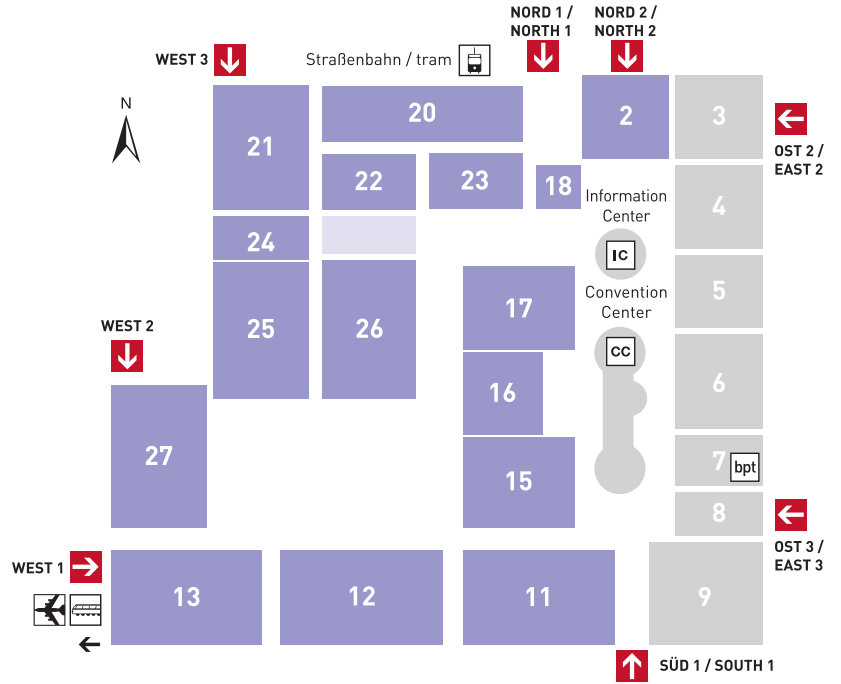 NORD 1 /
NORTH 1
NORD 2 /
NORTH 2
WEST 3
Straßenbahn / tram
N
20
2
3
21
OST 2 /
EAST 2
22
23
18
Information
Center
4
24
IC
5
Convention
Center
17
25
26
CC
WEST 2
16
6
27
15
7
bpt
8
OST 3 /
EAST 3
WEST 1
13
12
11
9
SÜD 1 / SOUTH 1